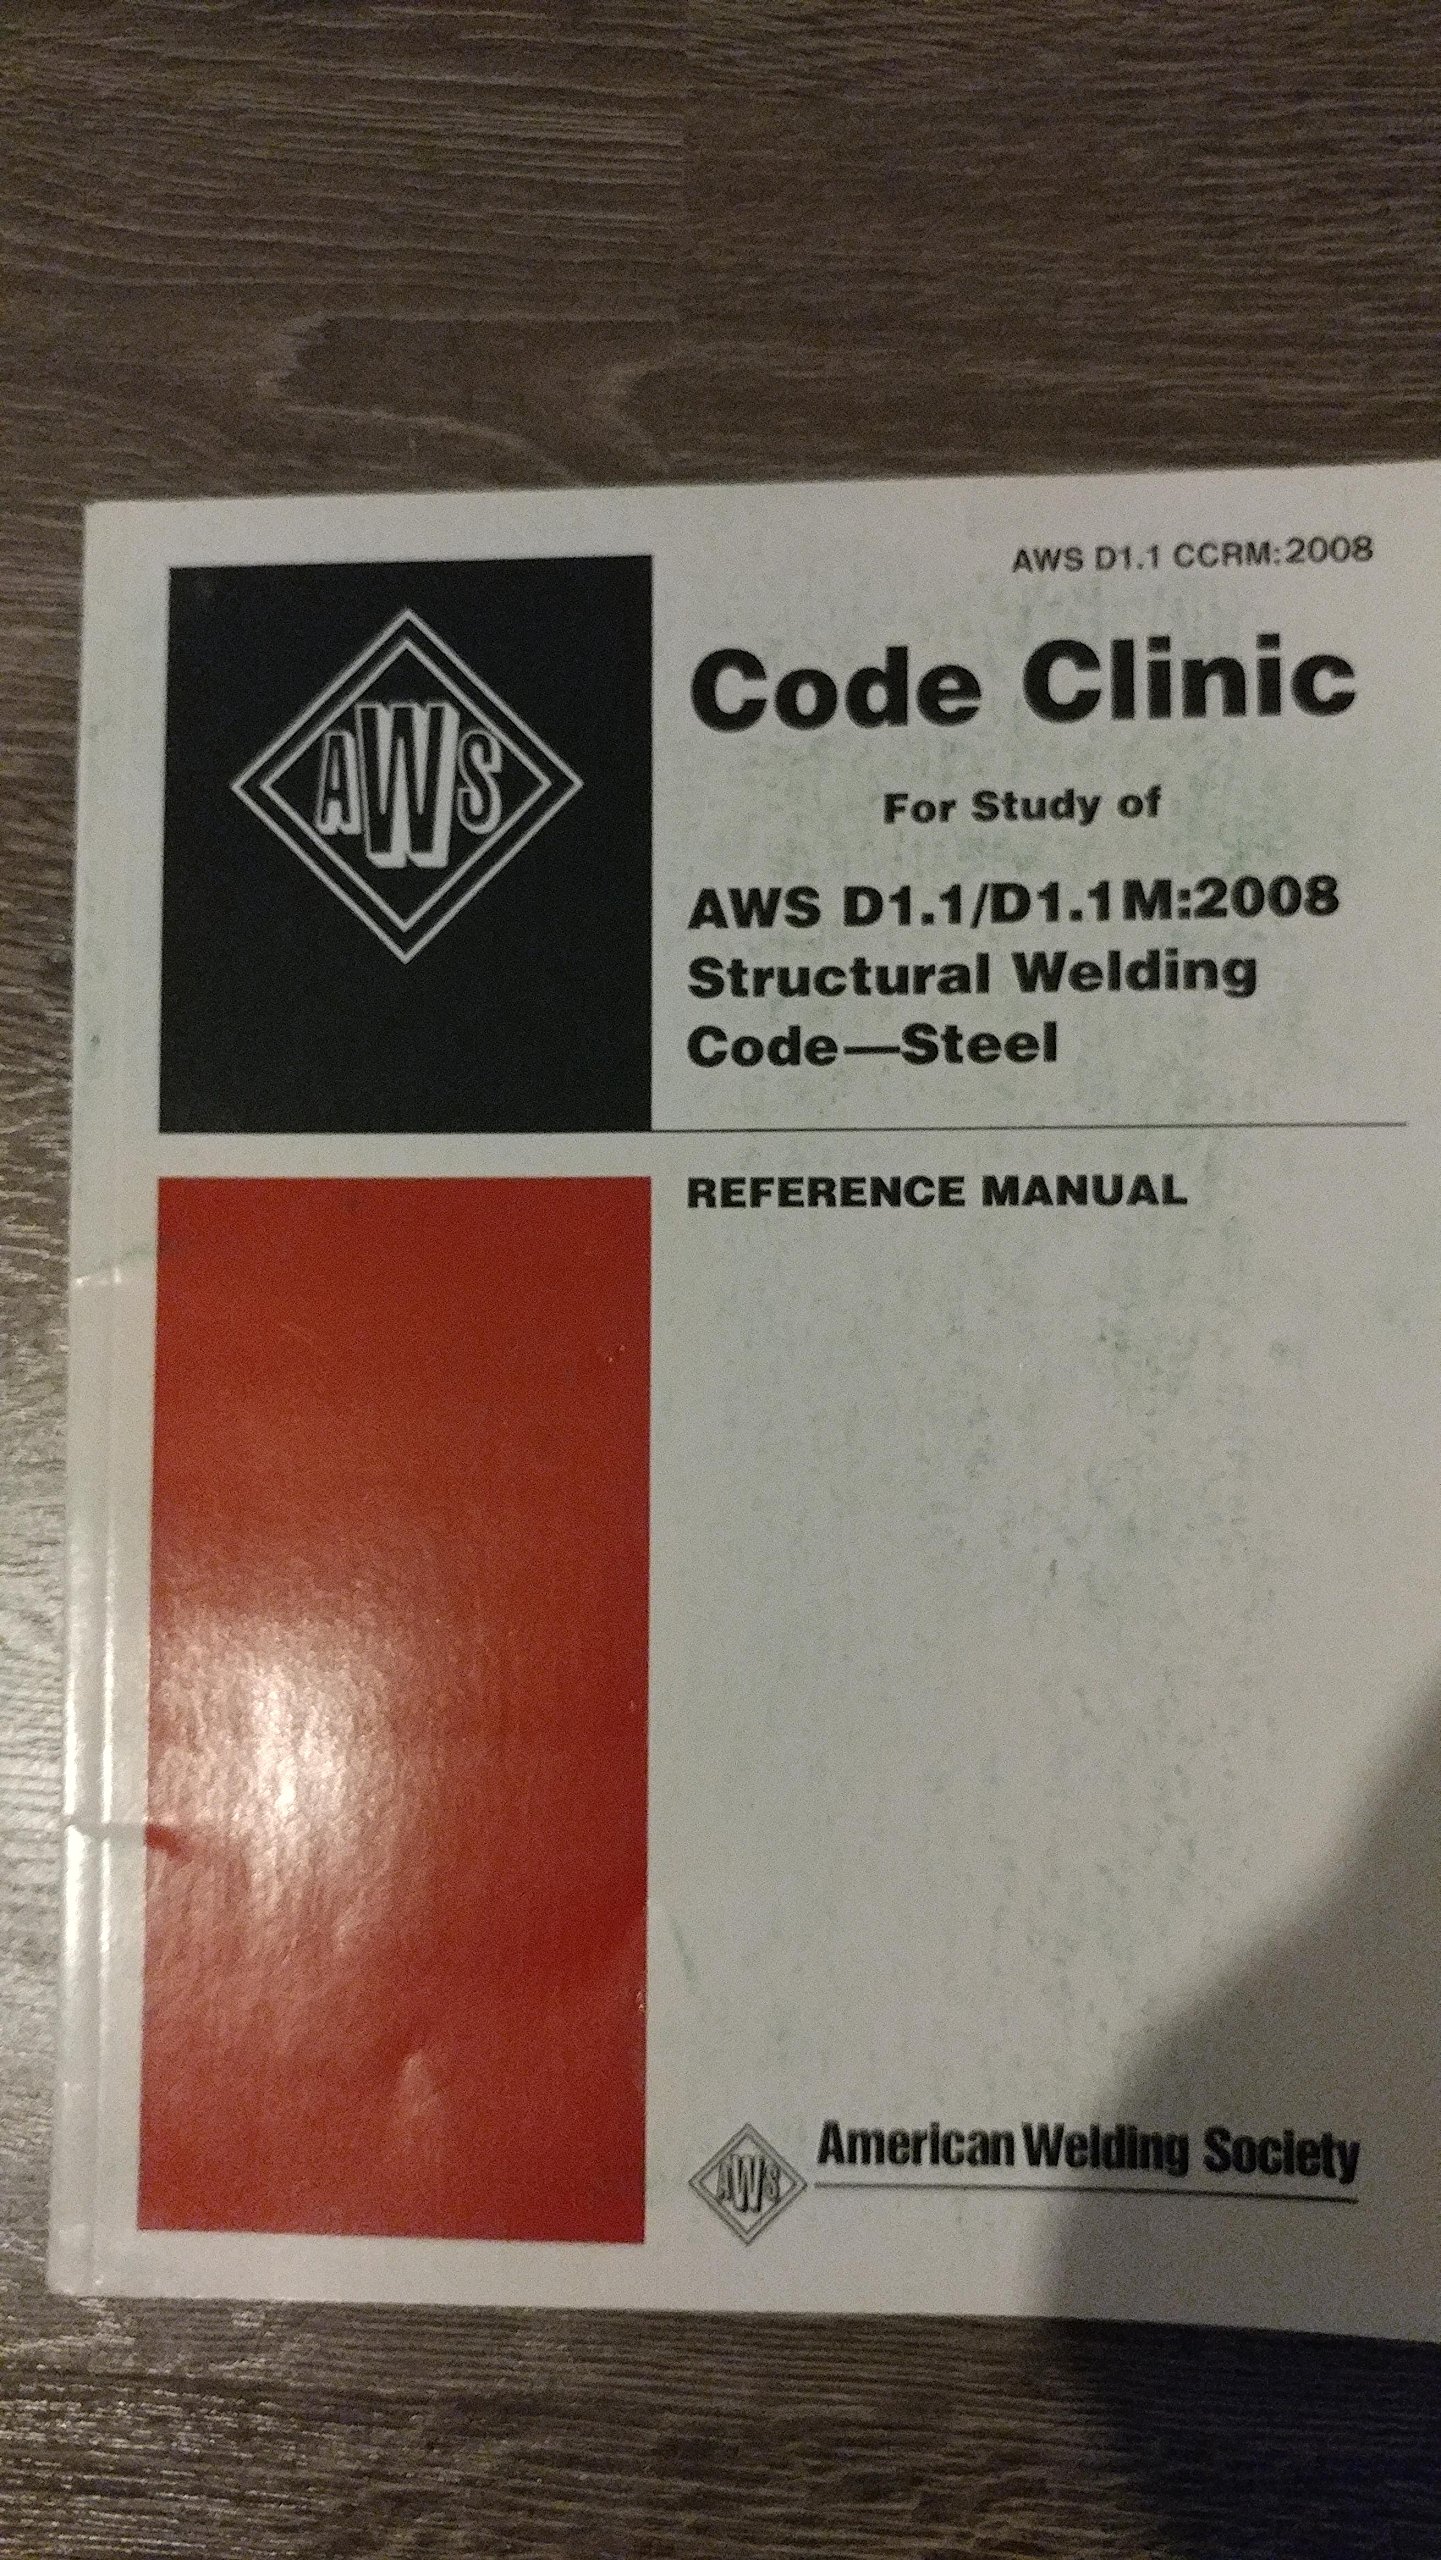 AWS D1.1 CCRM:2008
AWS
Code Clinic
For Study of
AWS D1.1/D1.1M:2008
Structural Welding
Code—Steel
REFERENCE MANUAL
AWS
American Welding Society